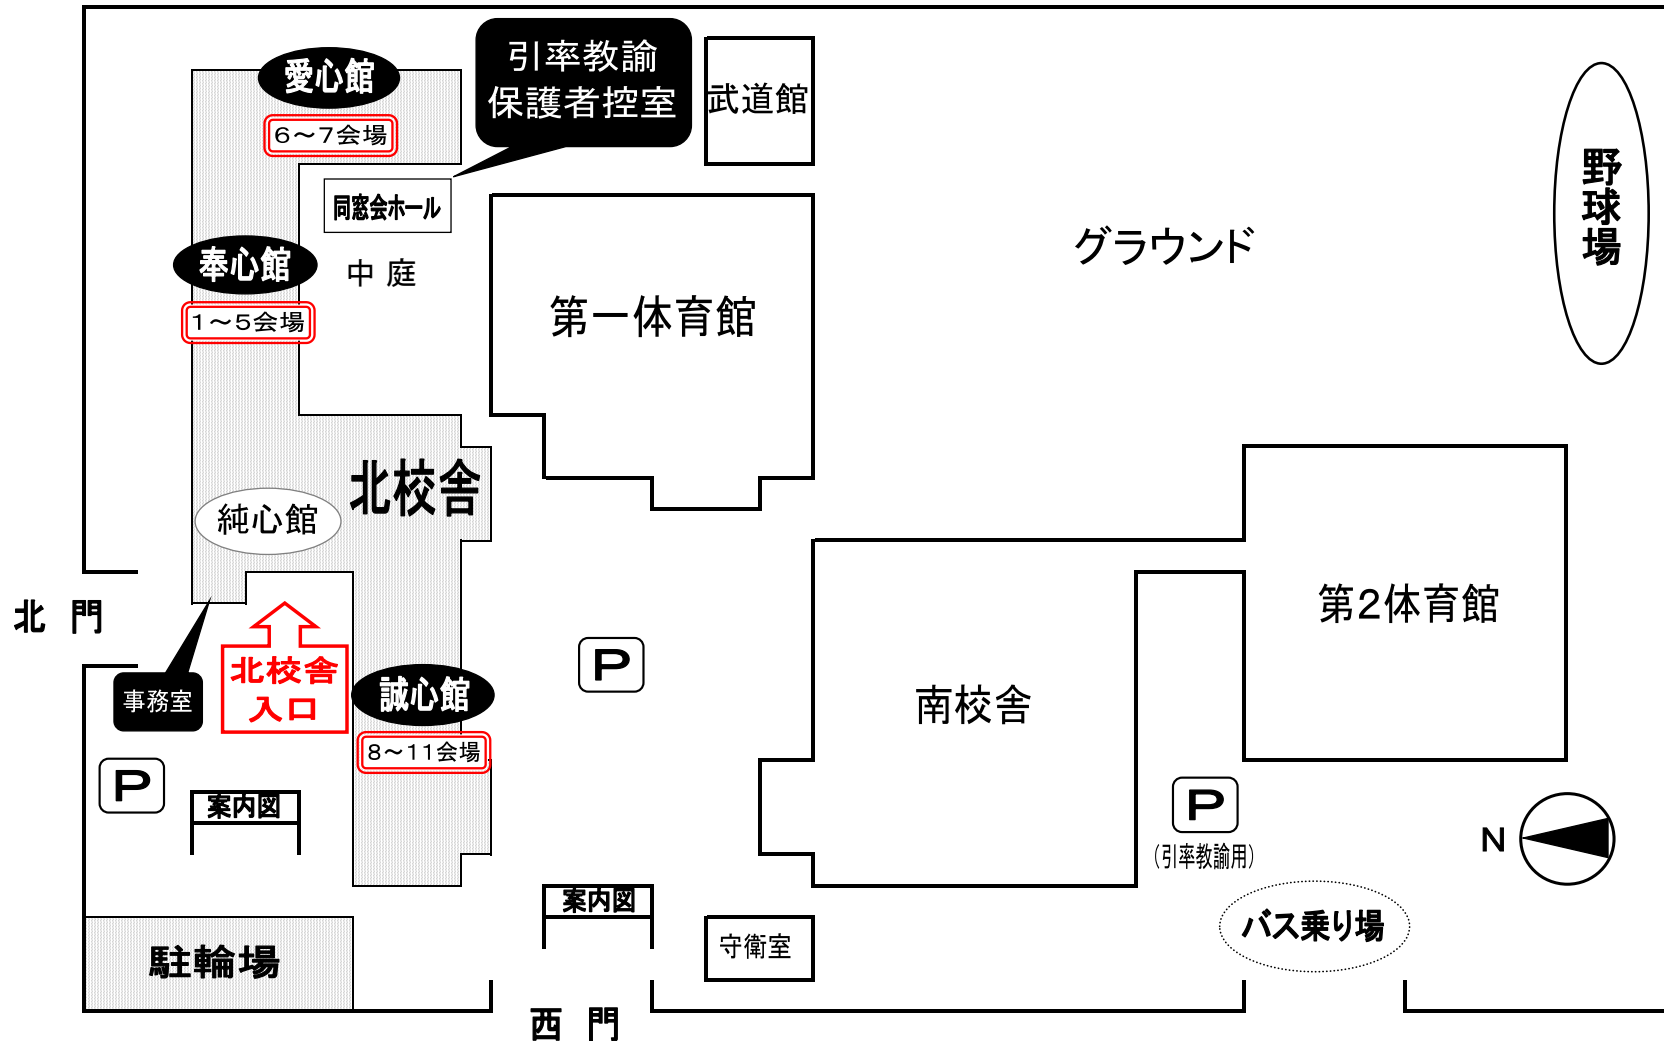 愛心館
6～7会場
引率教諭
保護者控室
武道館
同窓会ホール
野球場
奉心館
1～5会場
中 庭
第一体育館
グラウンド
北校舎
純心館
北 門
事務室
北校舎
入口
誠心館
8～11会場
P
P
案内図
第2体育館
南校舎
P
（引率教諭用）
N
案内図
守衛室
バス乗り場
駐輪場
西 門